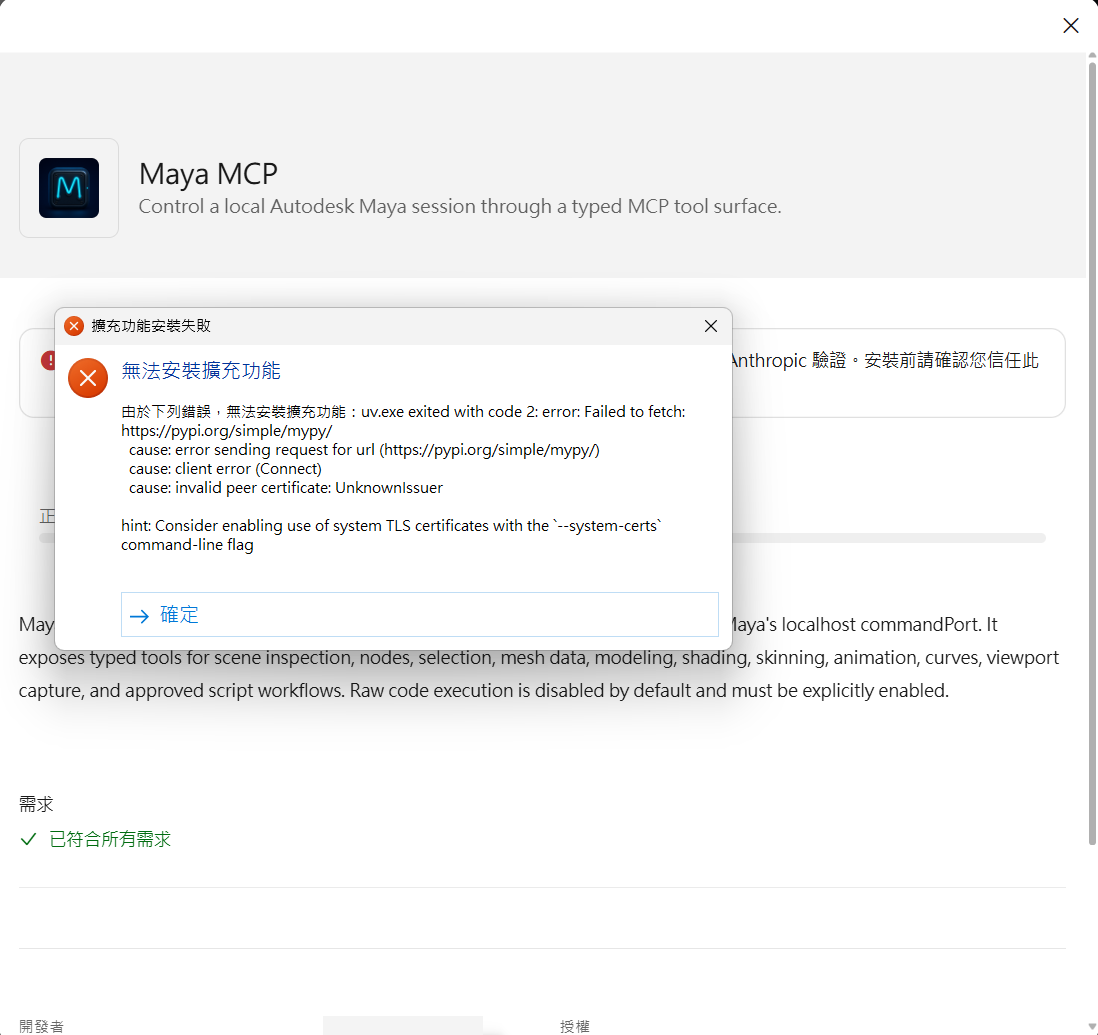 Maya MCP
Control a local Autodesk Maya session through a typed MCP tool surface.
擴充功能安裝失敗
Anthropic 驗證。安裝前請確認您信任此
無法安裝擴充功能
由於下列錯誤，無法安裝擴充功能：uv.exe exited with code 2: error: Failed to fetch:
https://pypi.org/simple/mypy/
cause: error sending request for url (https://pypi.org/simple/mypy/)
cause: client error (Connect)
cause: invalid peer certificate: UnknownIssuer
正
hint: Consider enabling use of system TLS certificates with the `--system-certs`
command-line flag
確定
May
Maya's localhost commandPort. It
exposes typed tools for scene inspection, nodes, selection, mesh data, modeling, shading, skinning, animation, curves, viewport
capture, and approved script workflows. Raw code execution is disabled by default and must be explicitly enabled.
需求
已符合所有需求
開發者
授權